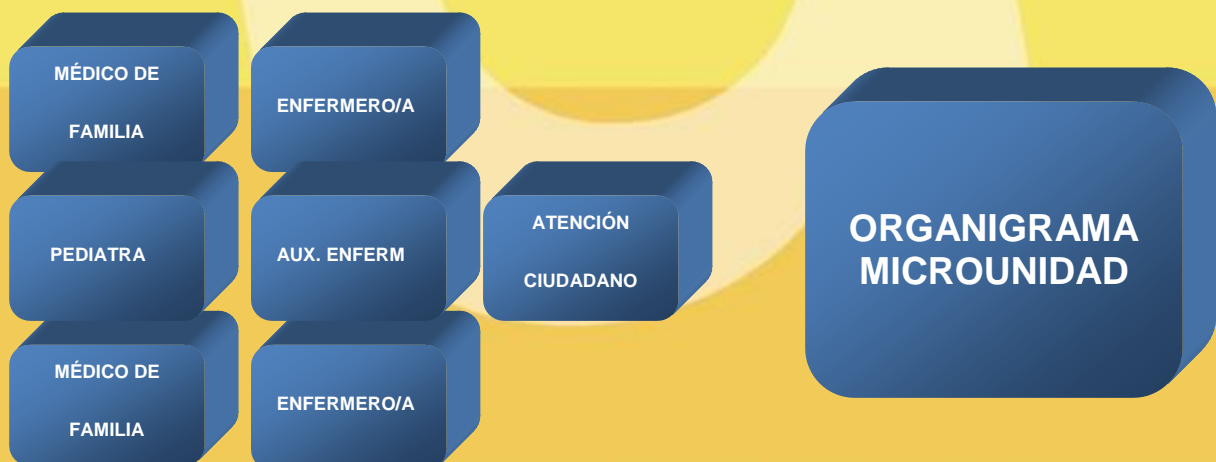 MÉDICO DE
FAMILIA
ENFERMERO/A
PEDIATRA
AUX. ENFERM
ATENCIÓN
CIUDADANO
MÉDICO DE
FAMILIA
ENFERMERO/A
ORGANIGRAMA
MICROUNIDAD